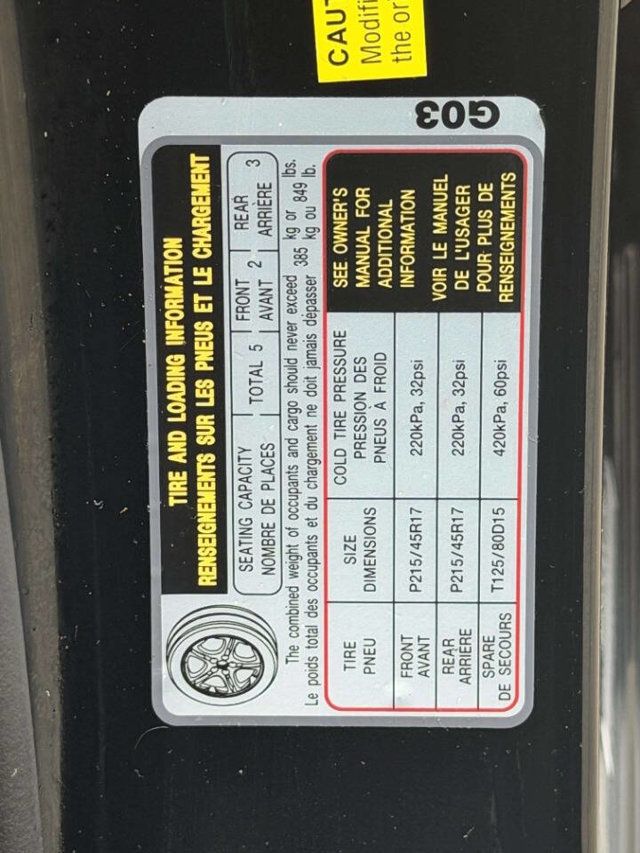 CAUT
Modifi
the or
G03
TIRE AND LOADING INFORMATION
RENSEIGNEMENTS SUR LES PNEUS ET LE CHARGEMENT
SEATING CAPACITY
NOMBRE DE PLACES
TOTAL 5
FRONT
AVANT 2
REAR
ARRIÈRE 3
The combined weight of occupants and cargo should never exceed 385 kg or 849 lbs.
Le poids total des occupants et du chargement ne doit jamais dépasser 385 kg ou 849 lb.
TIRE
PNEU
SIZE
DIMENSIONS
COLD TIRE PRESSURE
PRESSION DES
PNEUS À FROID
FRONT
AVANT
P215/45R17
220kPa, 32psi
REAR
ARRIÈRE
P215/45R17
220kPa, 32psi
SPARE
DE SECOURS
T125/80D15
420kPa, 60psi
SEE OWNER'S
MANUAL FOR
ADDITIONAL
INFORMATION
VOIR LE MANUEL
DE L'USAGER
POUR PLUS DE
RENSEIGNEMENTS